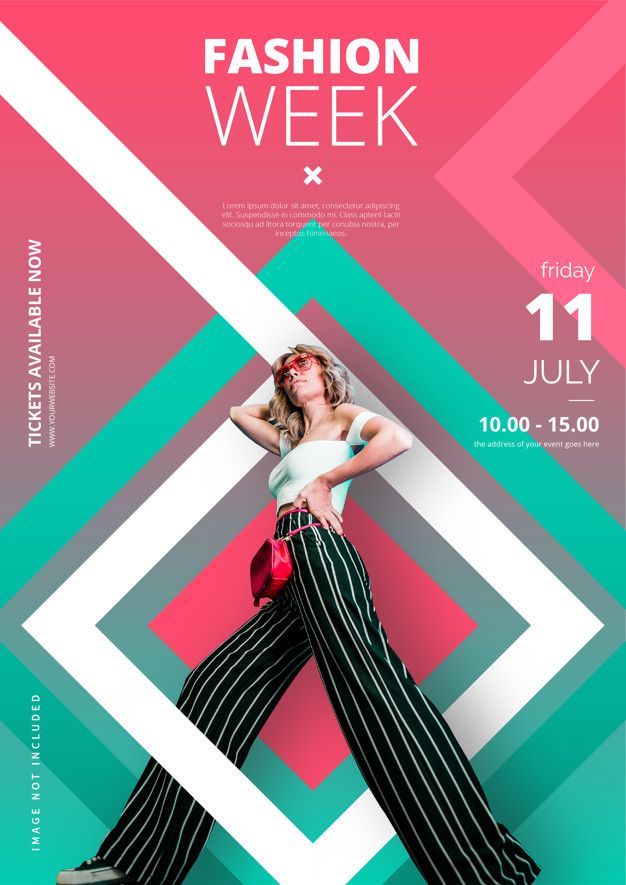 FASHION
WEEK
Lorem ipsum dolor sit amet, consectetur adipiscing
elit. Suspendisse in commodo mi. Class aptent taciti
sociosqu ad litora torquent per conubia nostra, per
inceptos himenaeos.
friday
11
JULY
10.00 - 15.00
the address of your event goes here
TICKETS AVAILABLE NOW
WWW.YOURWEBSITE.COM
IMAGE NOT INCLUDED